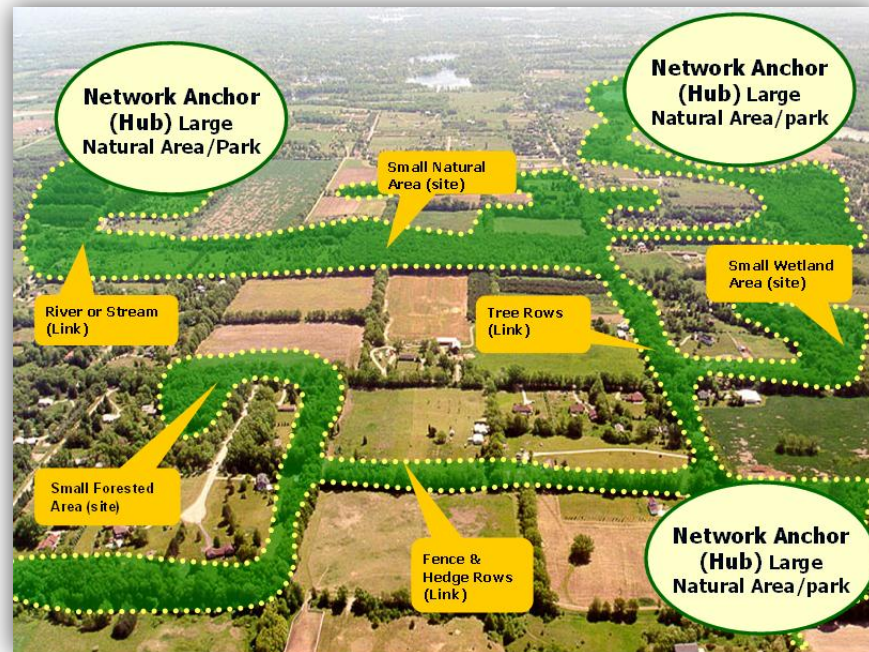 Network Anchor
(Hub) Large
Natural Area/Park
Network Anchor
(Hub) Large
Natural Area/park
Small Natural
Area (site)
River or Stream
(Link)
Tree Rows
(Link)
Small Wetland
Area (site)
Small Forested
Area (site)
Fence &
Hedge Rows
(Link)
Network Anchor
(Hub) Large
Natural Area/park